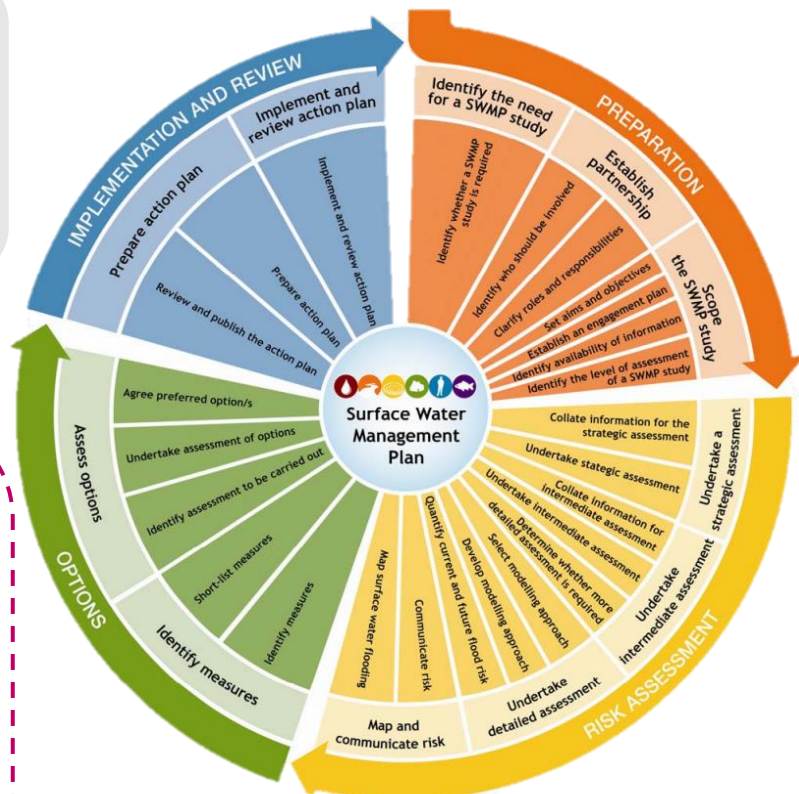 PREPARATION
Identify the need
for a SWMP study
Identify whether a SWMP
study is required
Establish
partnership
Identify who should be involved
Clarify roles and responsibilities
Scope
the SWMP study
Set aims and objectives
Establish an engagement plan
Identify availability of information
Identify the level of assessment
of a SWMP study
RISK ASSESSMENT
Undertake a
strategic assessment
Collate information for the
strategic assessment
Undertake stategic assessment
Undertake
intermediate assessment
Collate information for
intermediate assessment
Undertake intermediate assessment
Determine whether more
detailed assessment is required
Undertake
detailed assessment
Select modelling approach
Develop modelling approach
Quantify current and future flood risk
Map and
communicate risk
Communicate risk
Map surface water flooding
OPTIONS
Identify measures
Identify measures
Short-list measures
Assess options
Identify assessment to be carried out
Undertake assessment of options
Agree preferred option/s
IMPLEMENTATION AND REVIEW
Prepare action plan
Review and publish the action plan
Prepare action plan
Implement and
review action plan
Implement and review action plan
Surface Water
Management
Plan